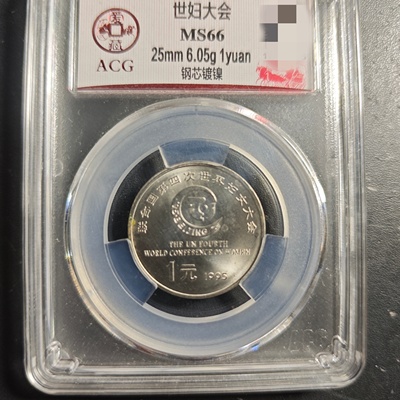 世妇大会
MS66
25mm 6.05g 1yuan
钢芯镀镍
ACG
联合国第四次世界妇女大会
BEIJING
THE UN FOURTH
WORLD CONFERENCE ON
1元 1995